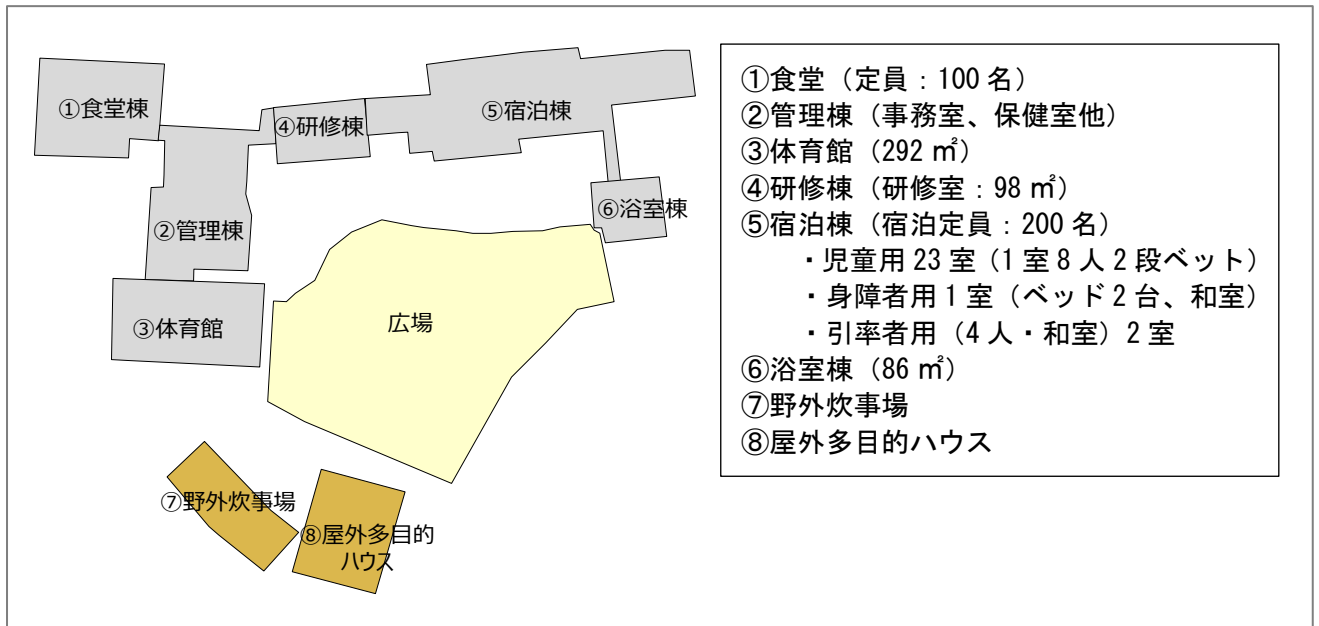 ①食堂棟
②管理棟
③体育館
④研修棟
⑤宿泊棟
⑥浴室棟
広場
⑦野外炊事場
⑧屋外多目的
ハウス
①食堂（定員：100 名）
②管理棟（事務室、保健室他）
③体育館（292 ㎡）
④研修棟（研修室：98 ㎡）
⑤宿泊棟（宿泊定員：200 名）
・児童用 23 室（1 室 8 人 2 段ベット）
・身障者用 1 室（ベッド 2 台、和室）
・引率者用（4 人・和室）2 室
⑥浴室棟（86 ㎡）
⑦野外炊事場
⑧屋外多目的ハウス